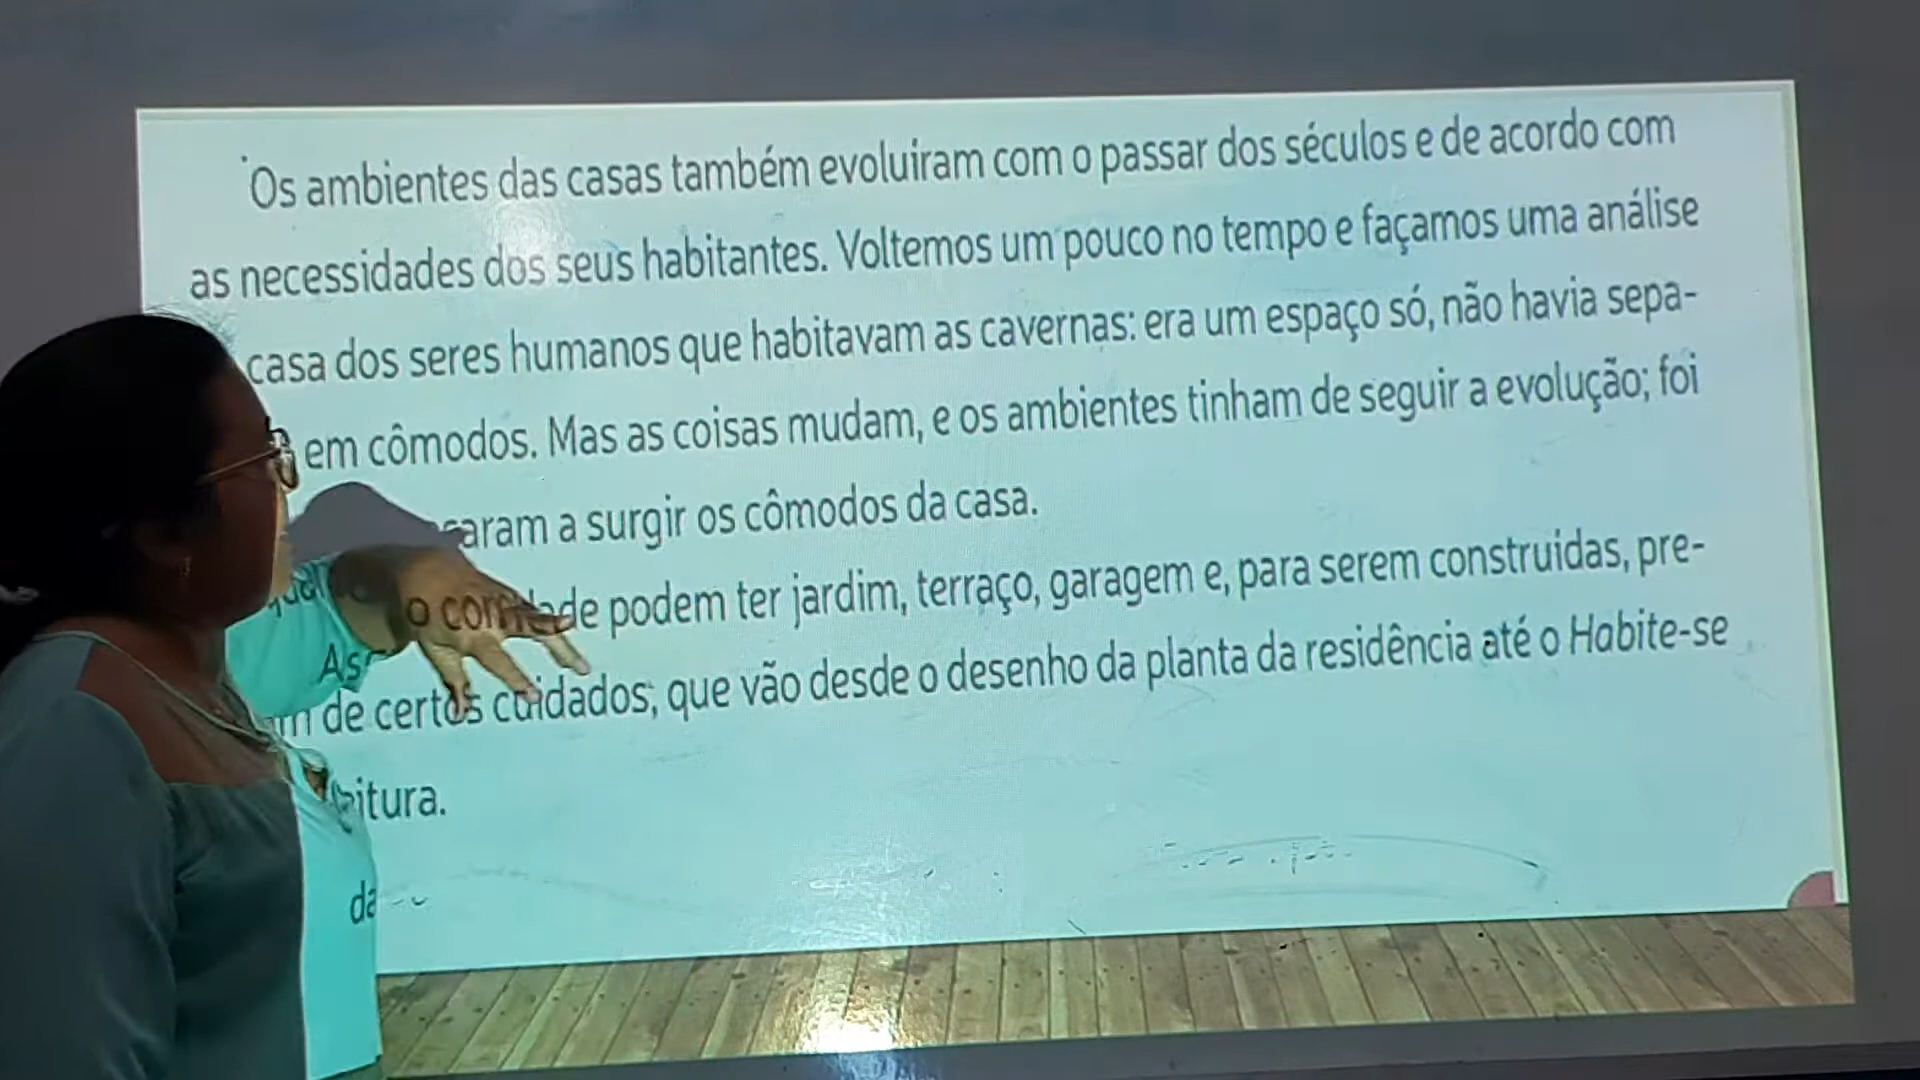 Os ambientes das casas também evoluíram com o passar dos séculos e de acordo com
as necessidades dos seus habitantes. Voltemos um pouco no tempo e façamos uma análise
casa dos seres humanos que habitavam as cavernas: era um espaço só, não havia sepa-
em cômodos. Mas as coisas mudam, e os ambientes tinham de seguir a evolução; foi
a surgir os cômodos da casa.
As de podem ter jardim, terraço, garagem e, para serem construidas, pre-
de certos cuidados, que vão desde o desenho da planta da residência até o Habite-se
da